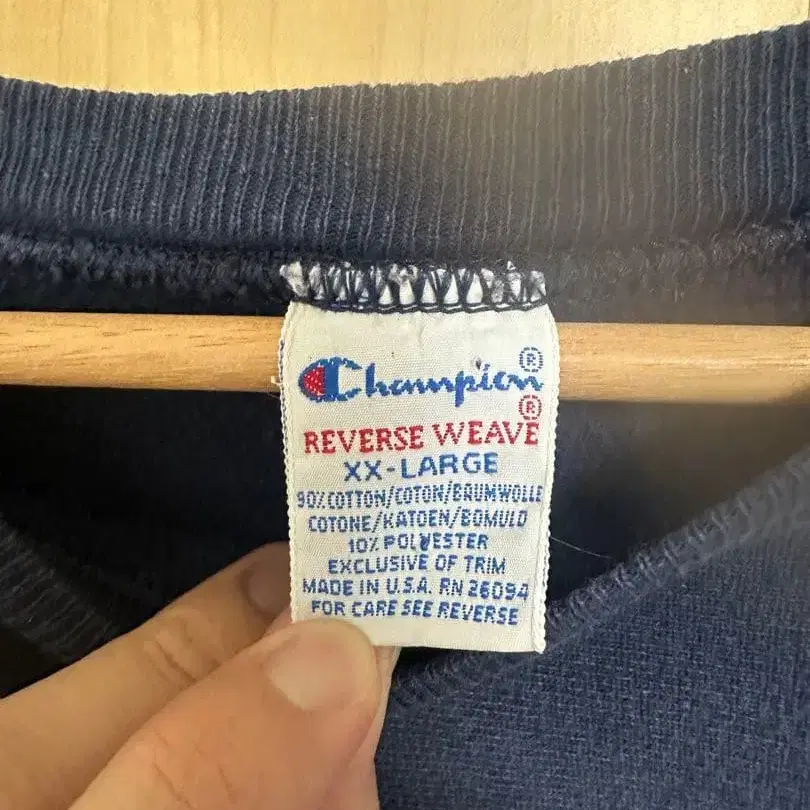 Champion®
REVERSE WEAVE®
XX-LARGE
90% COTTON/COTON/BAUMWOLLE
COTONE/KATOEN/BOMULD
10% POLYESTER
EXCLUSIVE OF TRIM
MADE IN U.S.A. RN 26094
FOR CARE SEE REVERSE